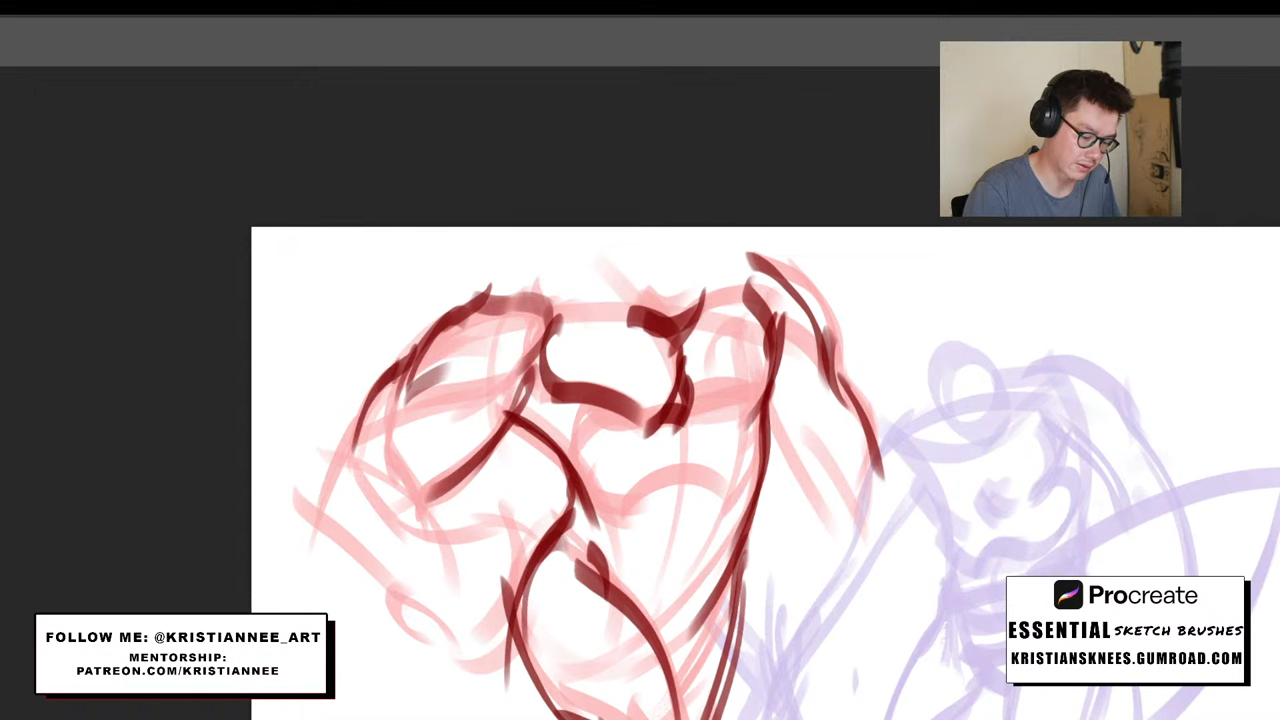 FOLLOW ME: @KRISTIANNEE_ART
MENTORSHIP:
PATREON.COM/KRISTIANNEE
Procreate
ESSENTIAL SKETCH BRUSHES
KRISTIANSKNEES.GUMROAD.COM